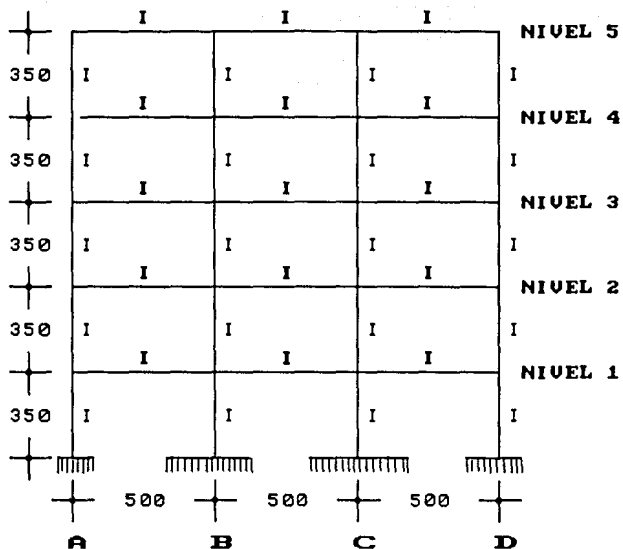 I I I NIVEL 5
350 I I I I
I I I NIVEL 4
350 I I I I
I I I NIVEL 3
350 I I I I
I I I NIVEL 2
350 I I I I
I I I NIVEL 1
350 I I I I
500 500 500
A B C D